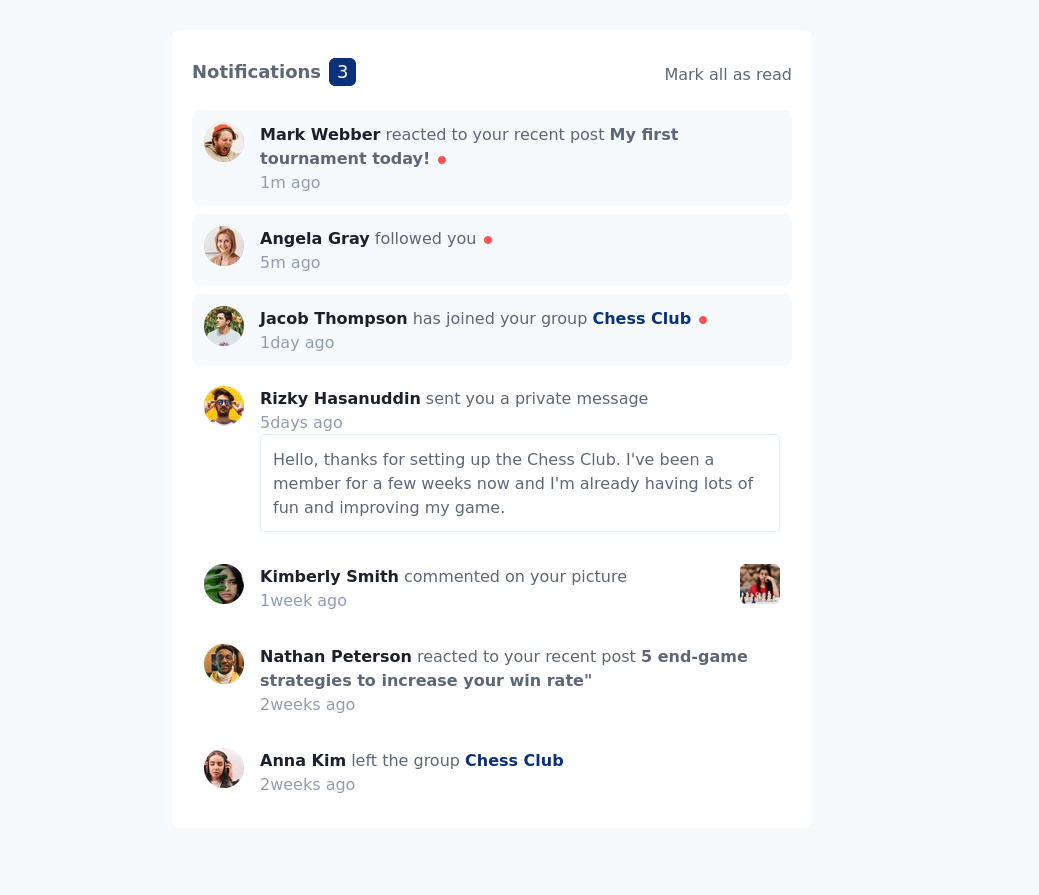 Notifications 3
Mark all as read
Mark Webber reacted to your recent post My first
tournament today!
1m ago
Angela Gray followed you
5m ago
Jacob Thompson has joined your group Chess Club
1day ago
Rizky Hasanuddin sent you a private message
5days ago
Hello, thanks for setting up the Chess Club. I've been a
member for a few weeks now and I'm already having lots of
fun and improving my game.
Kimberly Smith commented on your picture
1week ago
Nathan Peterson reacted to your recent post 5 end-game
strategies to increase your win rate"
2weeks ago
Anna Kim left the group Chess Club
2weeks ago